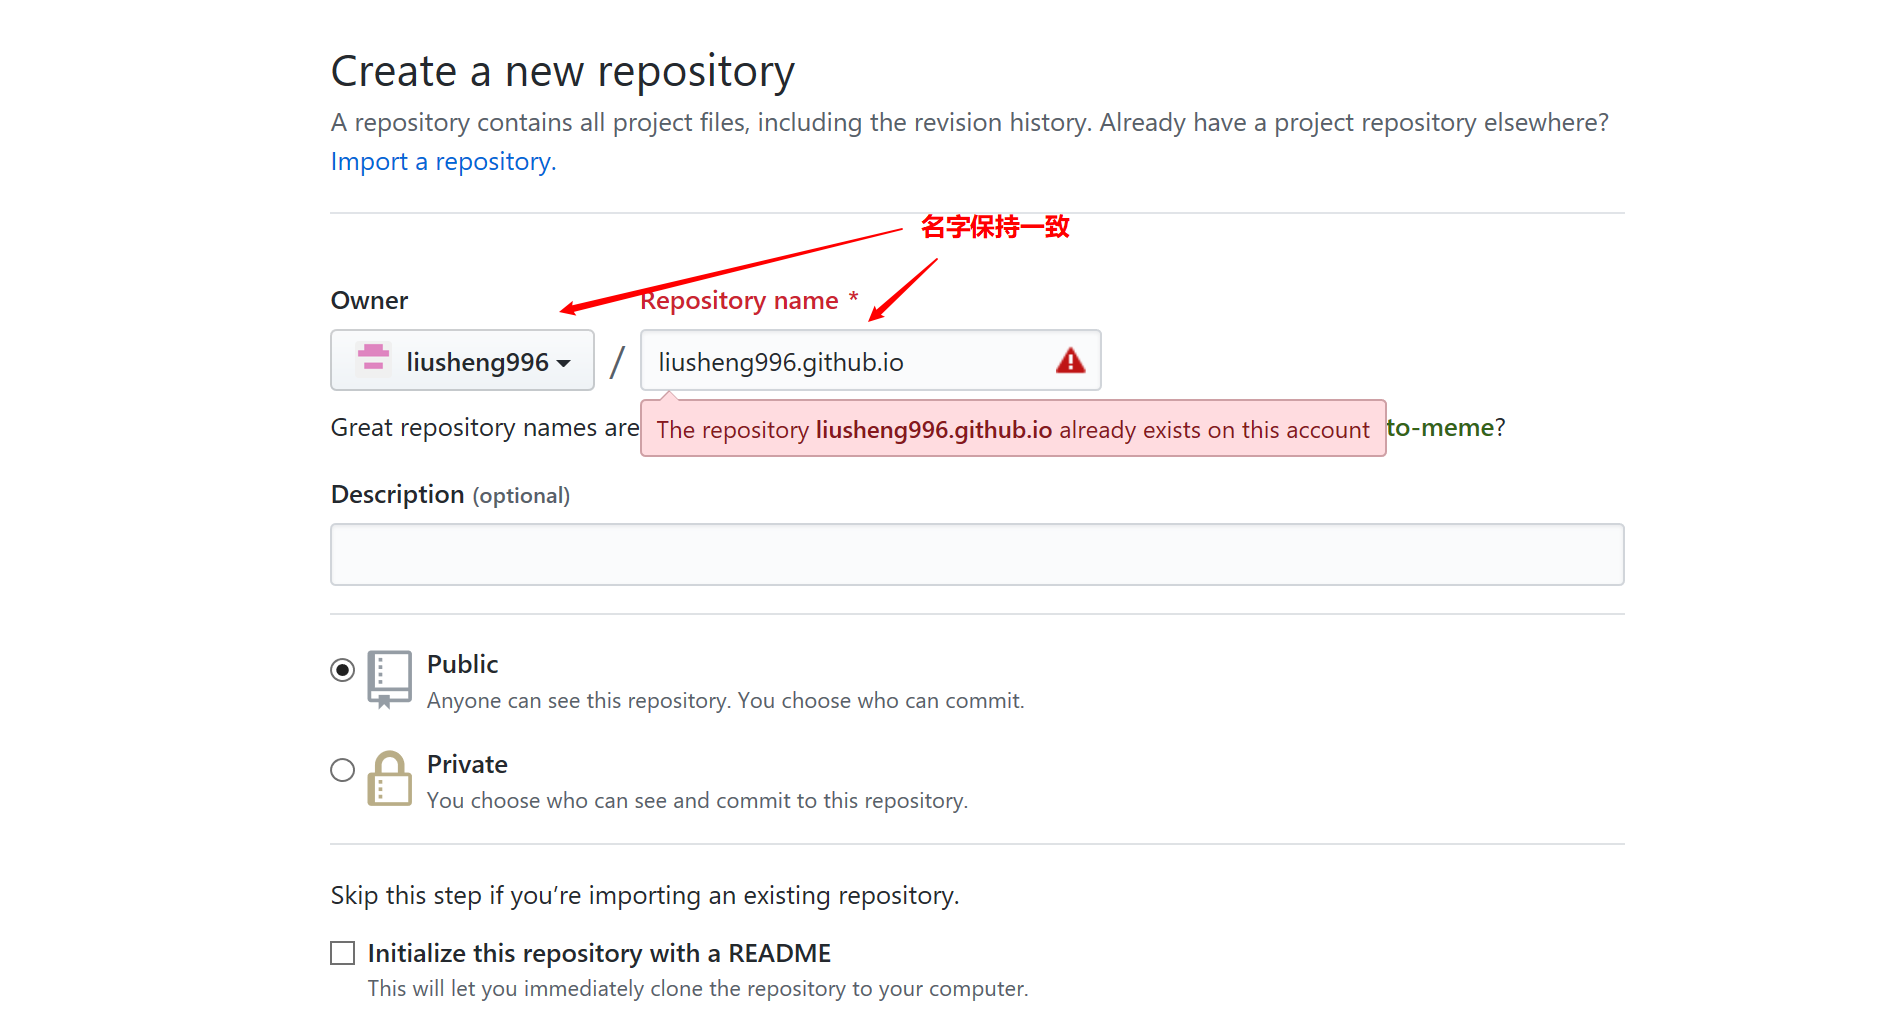 Create a new repository
A repository contains all project files, including the revision history. Already have a project repository elsewhere?
Import a repository.
名字保持一致
Owner
Repository name *
liusheng996
/
liusheng996.github.io
Great repository names are
The repository liusheng996.github.io already exists on this account
to-meme?
Description (optional)
Public
Anyone can see this repository. You choose who can commit.
Private
You choose who can see and commit to this repository.
Skip this step if you’re importing an existing repository.
Initialize this repository with a README
This will let you immediately clone the repository to your computer.